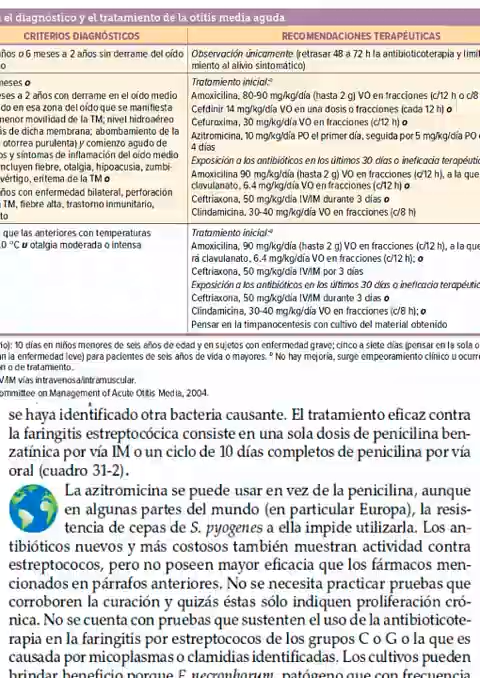 el diagnóstico y el tratamiento de la otitis media aguda
CRITERIOS DIAGNÓSTICOS
RECOMENDACIONES TERAPÉUTICAS
ños o 6 meses a 2 años sin derrame del oído
o
Observación únicamente (retrasar 48 a 72 h la antibioticoterapia y limit
miento al alivio sintomático)
meses o
eses a 2 años con derrame en el oído medio
do en esa zona del oído que se manifiesta
menor movilidad de la TM; nivel hidroaéreo
s de dicha membrana; abombamiento de la
otorrea purulenta) y comienzo agudo de
os y síntomas de inflamación del oído medio
ncluyen fiebre, otalgia, hipoacusia, zumbi-
vértigo, eritema de la TM o
ños con enfermedad bilateral, perforación
TM, fiebre alta, trastorno inmunitario,
to
Tratamiento inicial:a
Amoxicilina, 80-90 mg/kg/día (hasta 2 g) VO en fracciones (c/12 h o c/8
Cefdinir 14 mg/kg/día VO en una dosis o fracciones (cada 12 h) o
Cefuroxima, 30 mg/kg/día VO en fracciones (c/12 h) o
Azitromicina, 10 mg/kg/día PO el primer día, seguida por 5 mg/kg/día PO
4 días
Exposición a los antibióticos en los últimos 30 días o ineficacia terapéutic
Amoxicilina 90 mg/kg/día (hasta 2 g) VO en fracciones (c/12 h), a la que
clavulanato, 6.4 mg/kg/día VO en fracciones (c/12 h) o
Ceftriaxona, 50 mg/kg/día IV/IM durante 3 días o
Clindamicina, 30-40 mg/kg/día VO en fracciones (c/8 h)
que las anteriores con temperaturas
.0 °C u otalgia moderada o intensa
Tratamiento inicial:a
Amoxicilina, 90 mg/kg/día (hasta 2 g) VO en fracciones (c/12 h), a la que
rá clavulanato, 6.4 mg/kg/día VO en fracciones (c/12 h); o
Ceftriaxona, 50 mg/kg/día IV/IM por 3 días
Exposición a los antibióticos en los últimos 30 días o ineficacia terapéutic
Ceftriaxona, 50 mg/kg/día IV/IM durante 3 días o
Clindamicina, 30-40 mg/kg/día VO en fracciones (c/8 h); o
Pensar en la timpanocentesis con cultivo del material obtenido
rio): 10 días en niños menores de seis años de edad y en sujetos con enfermedad grave; cinco a siete días (pensar en la sola o
n la enfermedad leve) para pacientes de seis años de vida o mayores. b No hay mejoría, surge empeoramiento clínico u ocurre
n o de tratamiento.
V/IM vías intravenosa/intramuscular.
ommittee on Management of Acute Otitis Media, 2004.
se haya identificado otra bacteria causante. El tratamiento eficaz contra
la faringitis estreptocócica consiste en una sola dosis de penicilina ben-
zatínica por vía IM o un ciclo de 10 días completos de penicilina por vía
oral (cuadro 31-2).
La azitromicina se puede usar en vez de la penicilina, aunque
en algunas partes del mundo (en particular Europa), la resis-
tencia de cepas de S. pyogenes a ella impide utilizarla. Los an-
tibióticos nuevos y más costosos también muestran actividad contra
estreptococos, pero no poseen mayor eficacia que los fármacos men-
cionados en párrafos anteriores. No se necesita practicar pruebas que
corroboren la curación y quizás éstas sólo indiquen proliferación cró-
nica. No se cuenta con pruebas que sustenten el uso de la antibioticote-
rapia en la faringitis por estreptococos de los grupos C o G o la que es
causada por micoplasmas o clamidias identificadas. Los cultivos pueden
brindar beneficio porque F. necrophorum, patógeno que con frecuencia